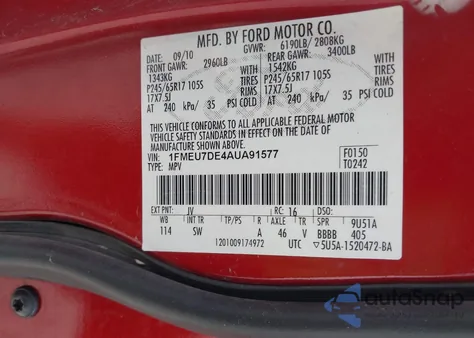 MFD. BY FORD MOTOR CO.
DATE: 09/10 GVWR: 6190LB/ 2808KG
FRONT GAWR: 2960LB REAR GAWR: 3400LB
1343KG 1542KG
P245/65R17 105S TIRES P245/65R17 105S TIRES
17X7.5J RIMS 17X7.5J RIMS
AT 240 kPa/ 35 PSI COLD AT 240 kPa/ 35 PSI COLD
THIS VEHICLE CONFORMS TO ALL APPLICABLE FEDERAL MOTOR
VEHICLE SAFETY STANDARDS IN EFFECT ON THE DATE OF MANUFACTURE
SHOWN ABOVE.
VIN: 1FMEU7DE4AUA91577 F0150
TYPE: MPV T0242
EXT PNT: JV RC: 16 DSO:
WB INT TR TP/PS R A TR SPR 9U51A
114 SW A 46 V BBBB 405
1201009174972 UTC ▽5U5A-1520472-BA
autoSnap